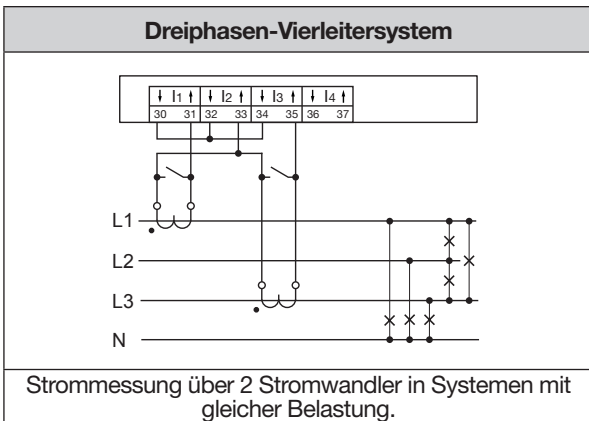 Dreiphasen-Vierleitersystem
I1 I2 I3 I4
30 31 32 33 34 35 36 37
L1
L2
L3
N
Strommessung über 2 Stromwandler in Systemen mit
gleicher Belastung.